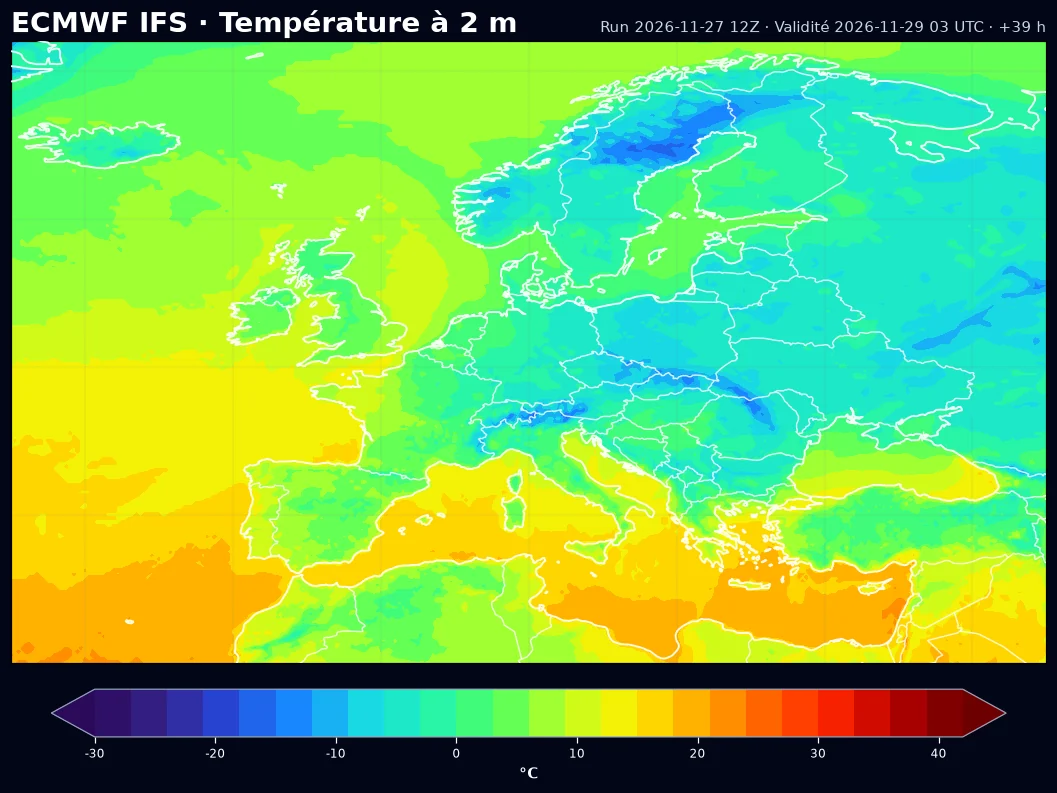 ECMWF IFS · Température à 2 m
Run 2026-11-27 12Z · Validité 2026-11-29 03 UTC · +39 h
-30 -20 -10 0 10 20 30 40
°C